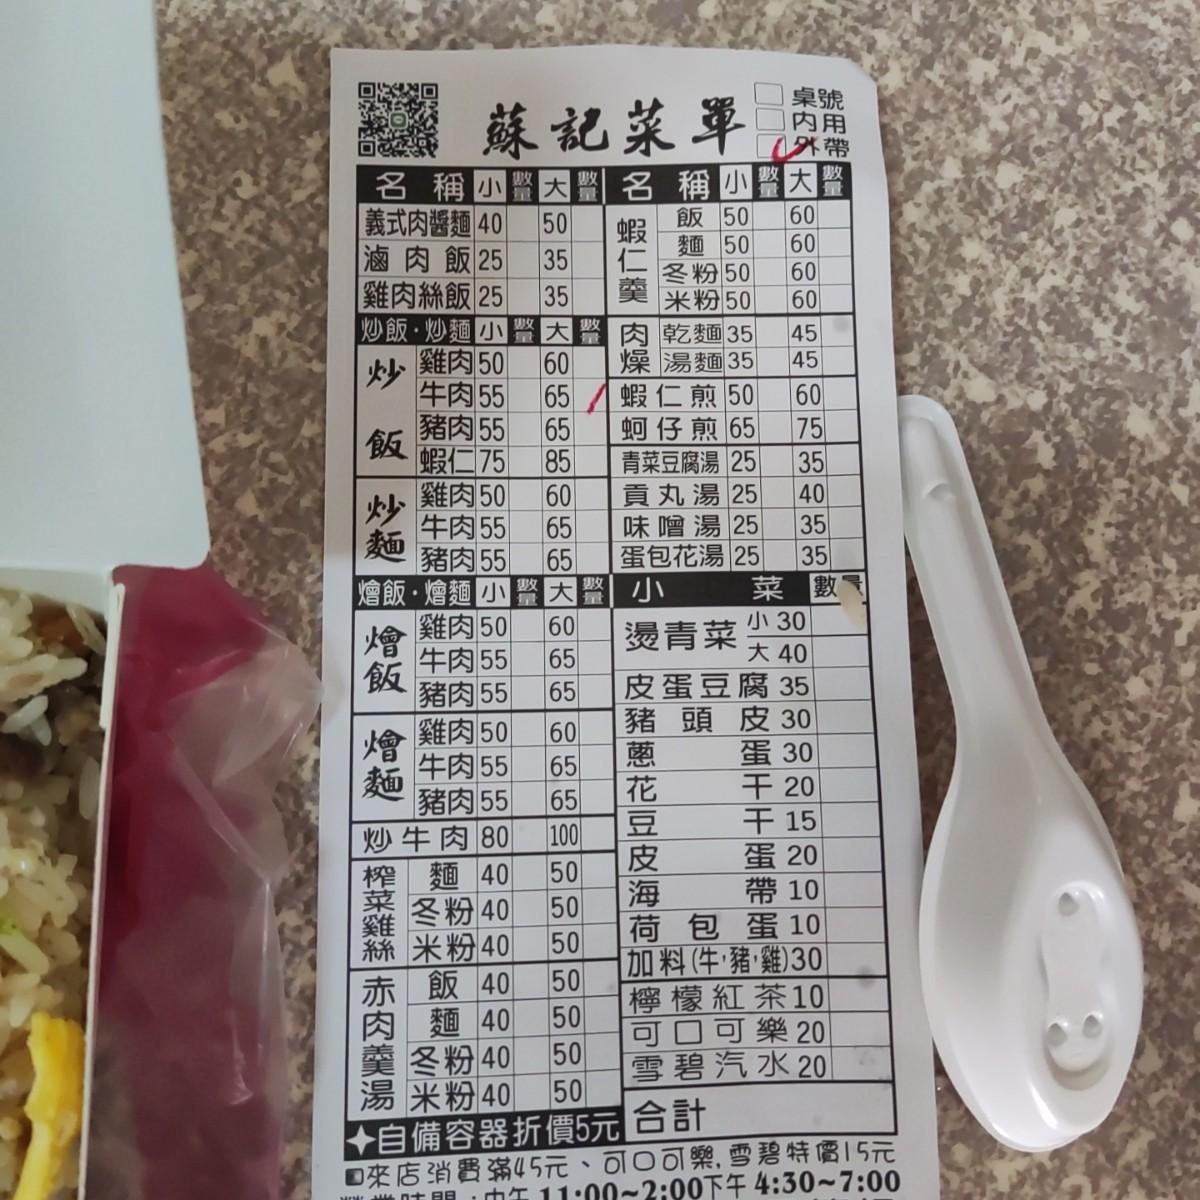 蘇記菜單
桌號
內用
外帶
名稱 小 數量 大 數量
義式肉醬麵 40 50
滷肉飯 25 35
雞肉絲飯 25 35
炒飯·炒麵 小 數量 大 數量
炒飯
雞肉 50 60
牛肉 55 65
豬肉 55 65
蝦仁 75 85
炒麵
雞肉 50 60
牛肉 55 65
豬肉 55 65
燴飯·燴麵 小 數量 大 數量
燴飯
雞肉 50 60
牛肉 55 65
豬肉 55 65
燴麵
雞肉 50 60
牛肉 55 65
豬肉 55 65
炒牛肉 80 100
榨菜雞絲
麵 40 50
冬粉 40 50
米粉 40 50
赤肉羹湯
飯 40 50
麵 40 50
冬粉 40 50
米粉 40 50
✦自備容器折價5元
名稱 小 數量 大 數量
蝦仁羹
飯 50 60
麵 50 60
冬粉 50 60
米粉 50 60
肉燥
乾麵 35 45
湯麵 35 45
蝦仁煎 50 60
蚵仔煎 65 75
青菜豆腐湯 25 35
貢丸湯 25 40
味噌湯 25 35
蛋包花湯 25 35
小菜 數量
燙青菜 小 30
大 40
皮蛋豆腐 35
豬頭皮 30
蔥蛋 30
花干 20
豆干 15
皮蛋 20
海帶 10
荷包蛋 10
加料(牛,豬,雞) 30
檸檬紅茶 10
可口可樂 20
雪碧汽水 20
合計
來店消費滿45元、可口可樂,雪碧特價15元
營業時間:中午 11:00~2:00下午 4:30~7:00